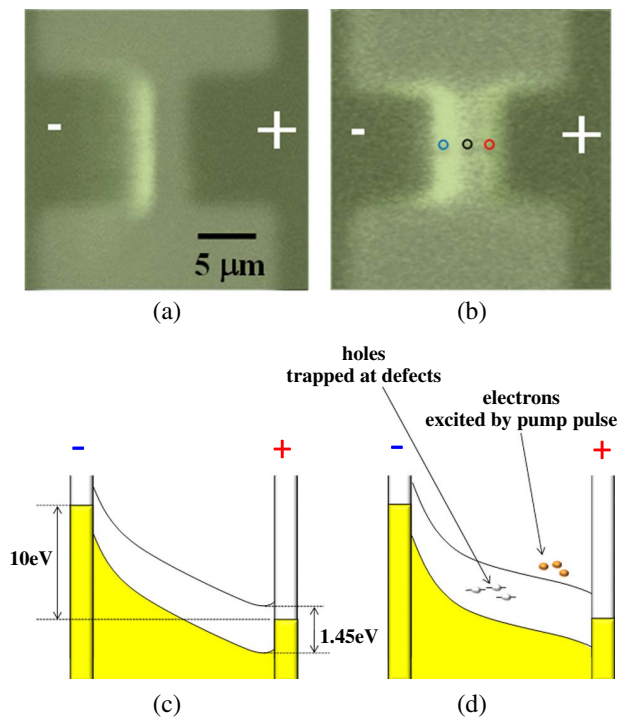 -
+
5 μm
-
+
(a)
(b)
holes
trapped at defects
electrons
excited by pump pulse
-
+
10eV
1.45eV
-
+
(c)
(d)